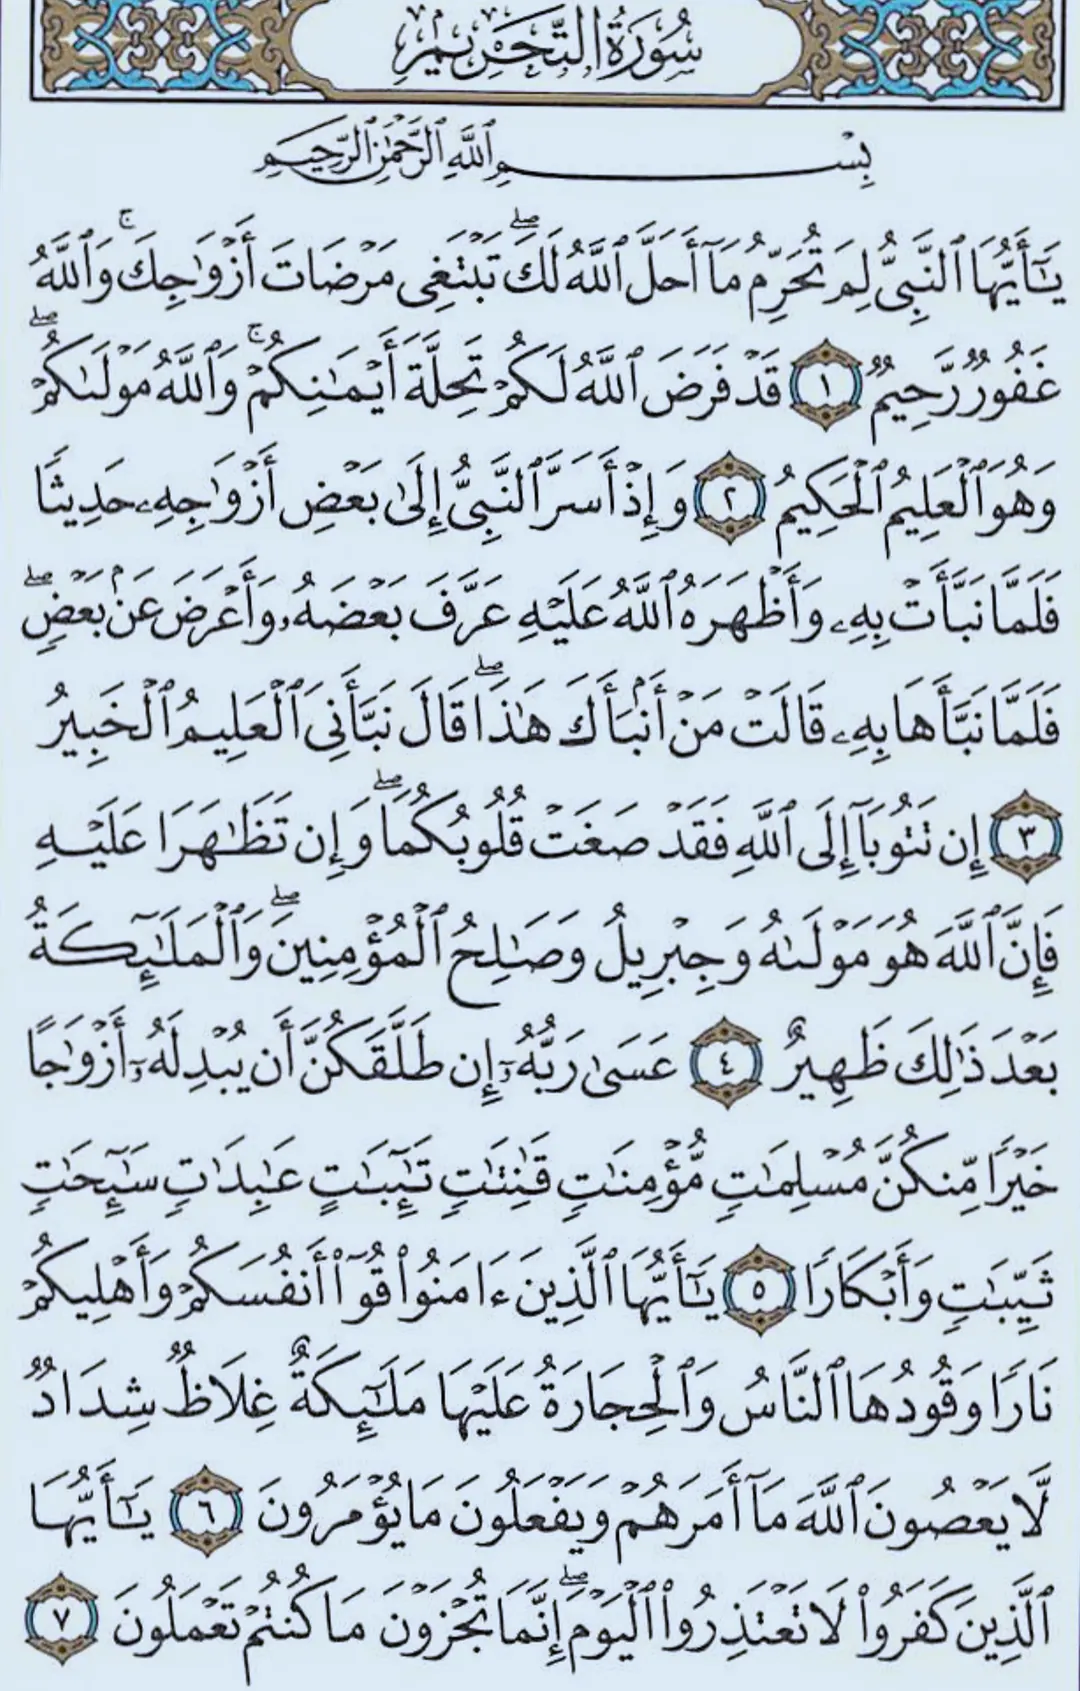 سُورَةُ التَّحْرِيمِ
بِسْمِ ٱللَّهِ ٱلرَّحْمَٰنِ ٱلرَّحِيمِ
يَٰٓأَيُّهَا ٱلنَّبِىُّ لِمَ تُحَرِّمُ مَآ أَحَلَّ ٱللَّهُ لَكَۖ تَبْتَغِى مَرْضَاتَ أَزْوَٰجِكَۚ وَٱللَّهُ
غَفُورٌ رَّحِيمٌ ١ قَدْ فَرَضَ ٱللَّهُ لَكُمْ تَحِلَّةَ أَيْمَٰنِكُمْۚ وَٱللَّهُ مَوْلَىٰكُمْۖ
وَهُوَ ٱلْعَلِيمُ ٱلْحَكِيمُ ٢ وَإِذْ أَسَرَّ ٱلنَّبِىُّ إِلَىٰ بَعْضِ أَزْوَٰجِهِۦ حَدِيثًا
فَلَمَّا نَبَّأَتْ بِهِۦ وَأَظْهَرَهُ ٱللَّهُ عَلَيْهِ عَرَّفَ بَعْضَهُۥ وَأَعْرَضَ عَنۢ بَعْضٍۖ
فَلَمَّا نَبَّأَهَا بِهِۦ قَالَتْ مَنْ أَنۢبَأَكَ هَٰذَاۖ قَالَ نَبَّأَنِىَ ٱلْعَلِيمُ ٱلْخَبِيرُ
٣ إِن تَتُوبَآ إِلَى ٱللَّهِ فَقَدْ صَغَتْ قُلُوبُكُمَاۖ وَإِن تَظَٰهَرَا عَلَيْهِ
فَإِنَّ ٱللَّهَ هُوَ مَوْلَىٰهُ وَجِبْرِيلُ وَصَٰلِحُ ٱلْمُؤْمِنِينَۖ وَٱلْمَلَٰٓئِكَةُ
بَعْدَ ذَٰلِكَ ظَهِيرٌ ٤ عَسَىٰ رَبُّهُۥٓ إِن طَلَّقَكُنَّ أَن يُبْدِلَهُۥٓ أَزْوَٰجًا
خَيْرًا مِّنكُنَّ مُسْلِمَٰتٍ مُّؤْمِنَٰتٍ قَٰنِتَٰتٍ تَٰٓئِبَٰتٍ عَٰبِدَٰتٍ سَٰٓئِحَٰتٍ
ثَيِّبَٰتٍ وَأَبْكَارًا ٥ يَٰٓأَيُّهَا ٱلَّذِينَ ءَامَنُوا۟ قُوٓا۟ أَنفُسَكُمْ وَأَهْلِيكُمْ
نَارًا وَقُودُهَا ٱلنَّاسُ وَٱلْحِجَارَةُ عَلَيْهَا مَلَٰٓئِكَةٌ غِلَاظٌ شِدَادٌ
لَّا يَعْصُونَ ٱللَّهَ مَآ أَمَرَهُمْ وَيَفْعَلُونَ مَا يُؤْمَرُونَ ٦ يَٰٓأَيُّهَا
ٱلَّذِينَ كَفَرُوا۟ لَا تَعْتَذِرُوا۟ ٱلْيَوْمَۖ إِنَّمَا تُجْزَوْنَ مَا كُنتُمْ تَعْمَلُونَ ٧